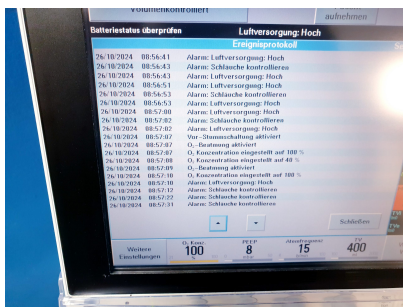 Volumenkontrolliert
aufnehmen
Batteriestatus überprüfen
Luftversorgung: Hoch
Ereignisprotokoll
26/10/2024 08:56:41 Alarm: Luftversorgung: Hoch
26/10/2024 08:56:43 Alarm: Schläuche kontrollieren
26/10/2024 08:56:43 Alarm: Luftversorgung: Hoch
26/10/2024 08:56:51 Alarm: Luftversorgung: Hoch
26/10/2024 08:56:53 Alarm: Schläuche kontrollieren
26/10/2024 08:56:53 Alarm: Luftversorgung: Hoch
26/10/2024 08:57:00 Alarm: Luftversorgung: Hoch
26/10/2024 08:57:02 Alarm: Schläuche kontrollieren
26/10/2024 08:57:02 Alarm: Luftversorgung: Hoch
26/10/2024 08:57:07 Vor-Stummschaltung aktiviert
26/10/2024 08:57:07 O₂-Beatmung aktiviert
26/10/2024 08:57:07 O₂ Konzentration eingestellt auf 100 %
26/10/2024 08:57:08 O₂ Konzentration eingestellt auf 40 %
26/10/2024 08:57:09 O₂-Beatmung aktiviert
26/10/2024 08:57:10 O₂ Konzentration eingestellt auf 100 %
26/10/2024 08:57:10 Alarm: Luftversorgung: Hoch
26/10/2024 08:57:12 Alarm: Schläuche kontrollieren
26/10/2024 08:57:22 Alarm: Schläuche kontrollieren
26/10/2024 08:57:31 Alarm: Schläuche kontrollieren
Schließen
Weitere Einstellungen
O₂ Konz. 100 %
PEEP 8
Atemfrequenz 15
400